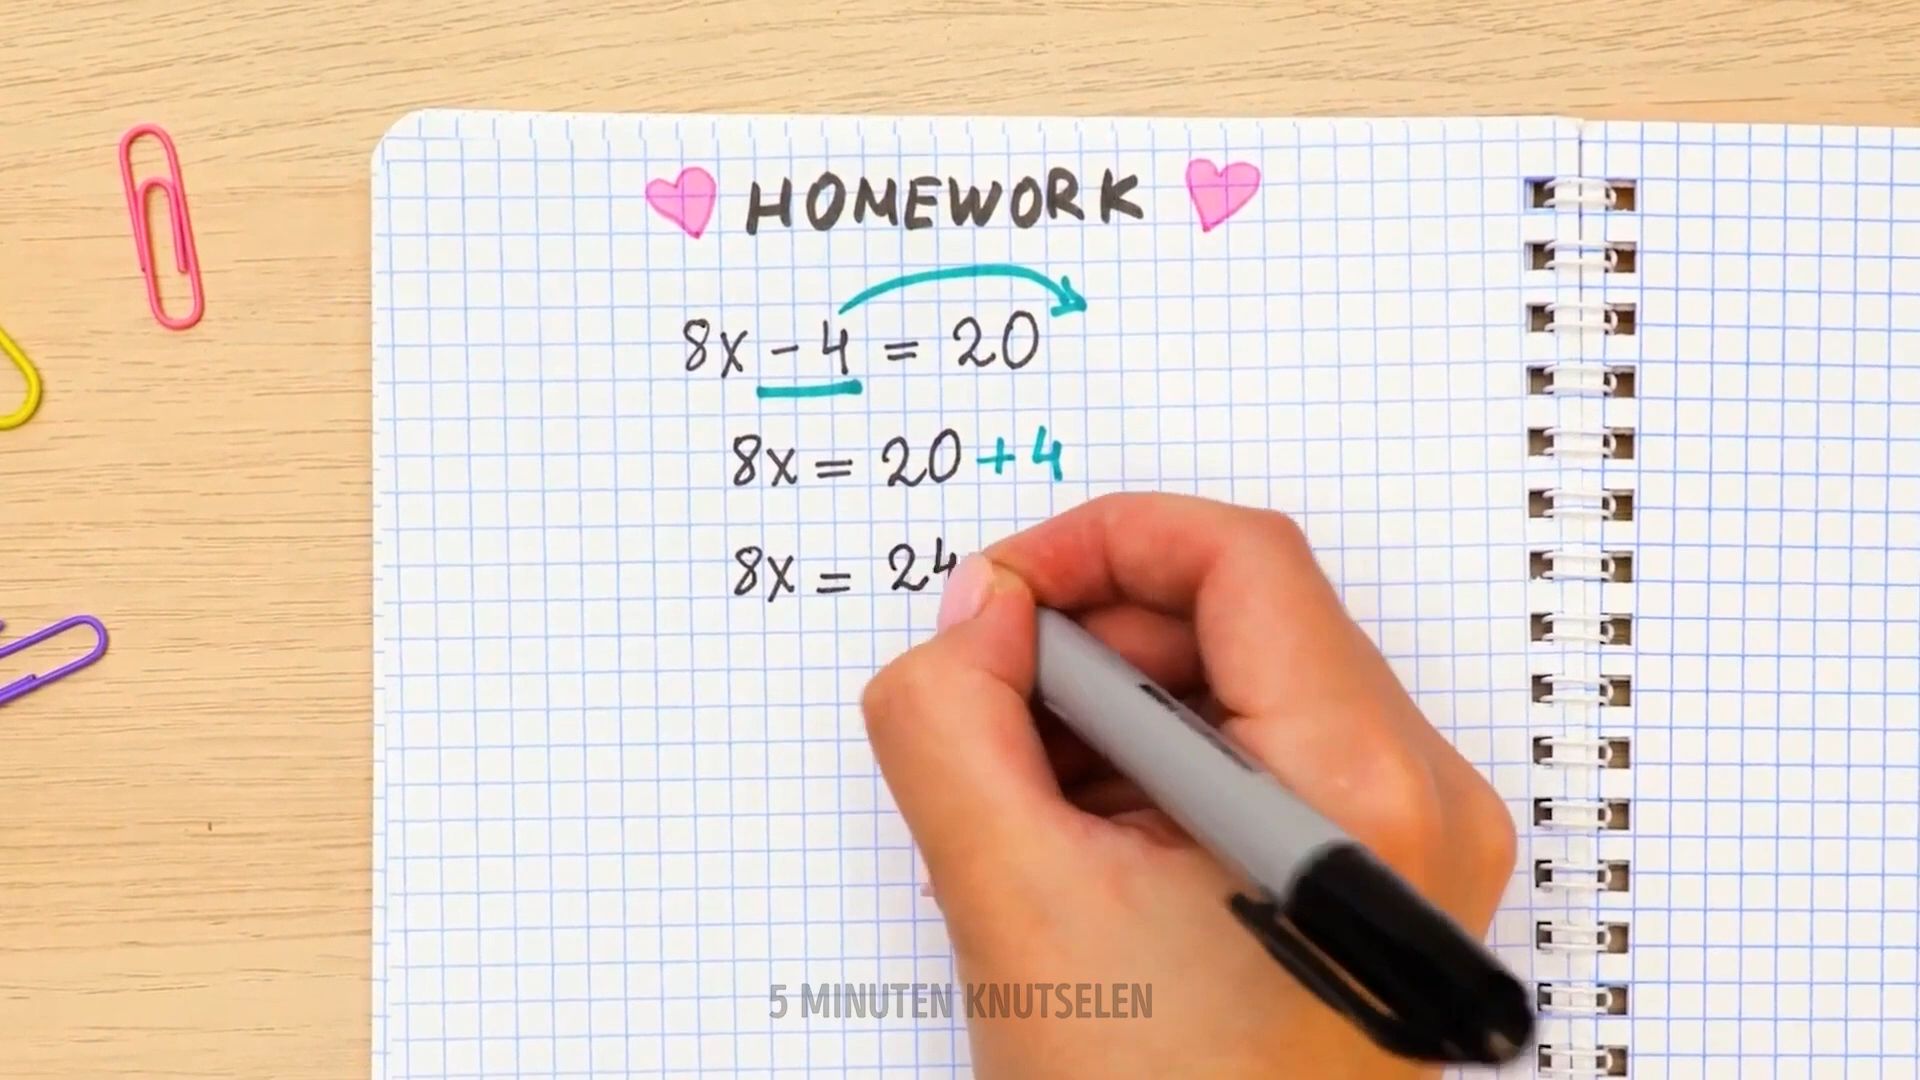 HOMEWORK
8x - 4 = 20
8x = 20 + 4
8x = 24
5 MINUTEN KNUTSELEN